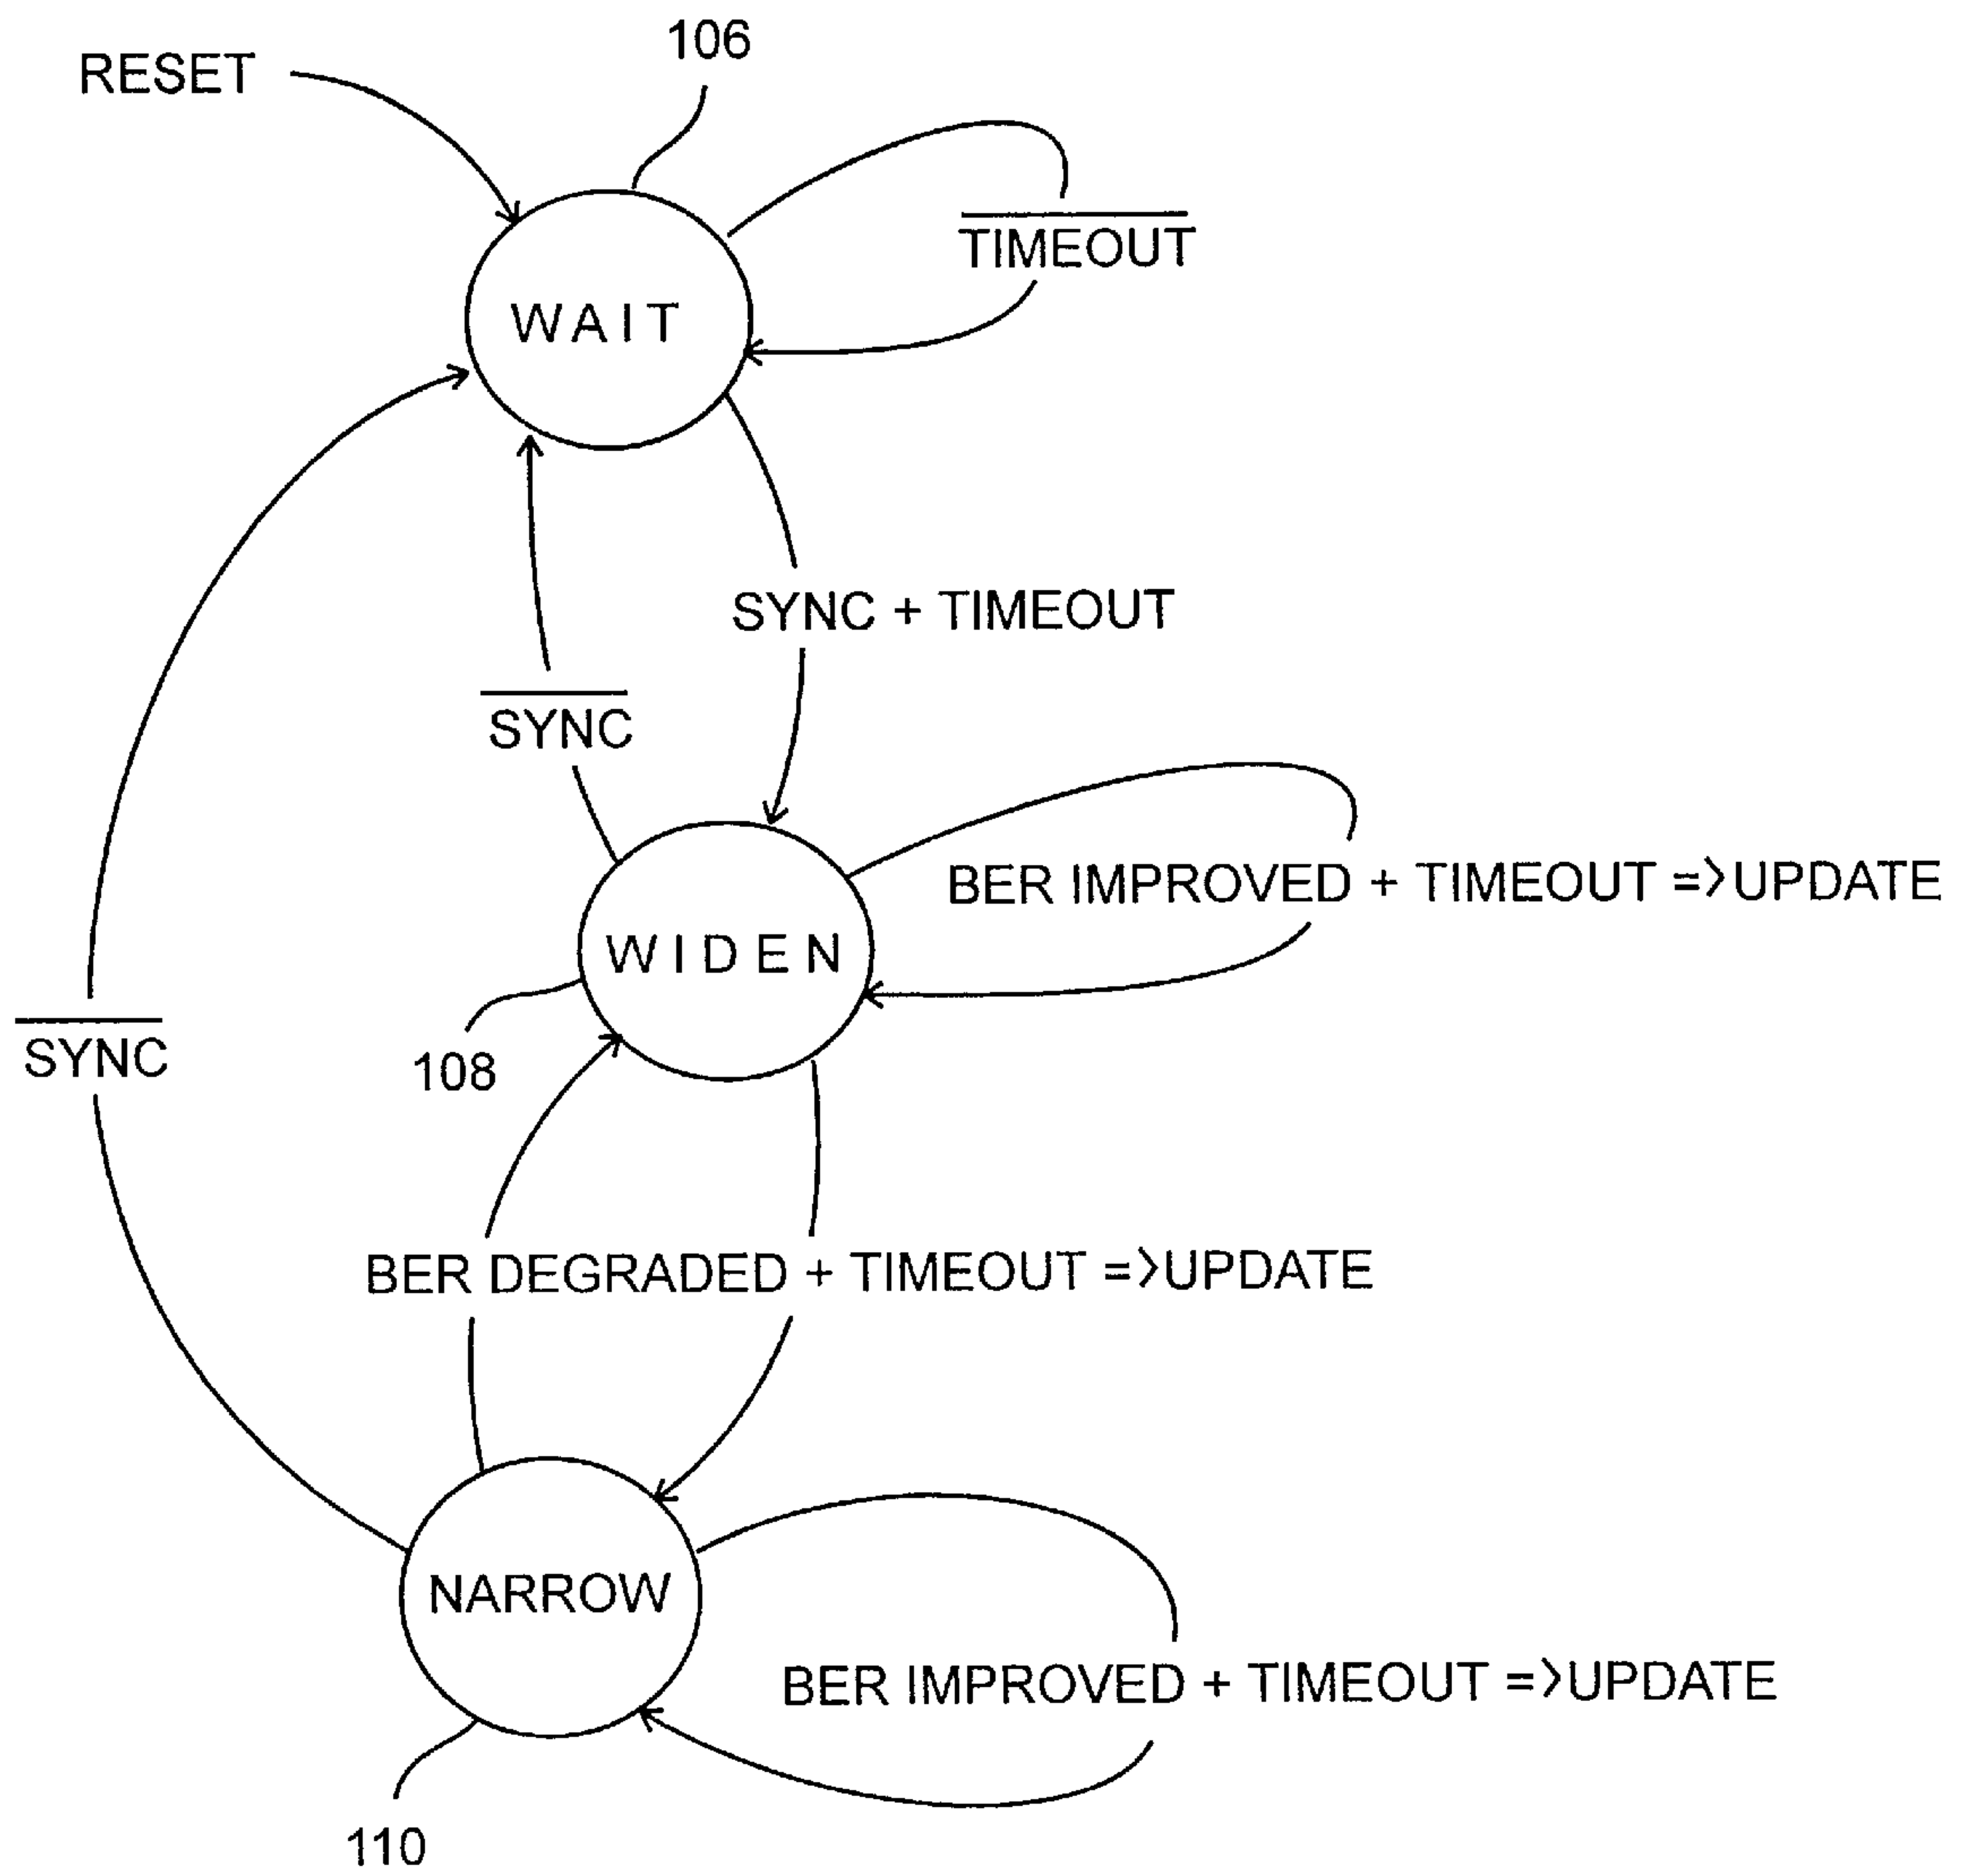 106
RESET
TIMEOUT
WAIT
SYNC + TIMEOUT
SYNC
BER IMPROVED + TIMEOUT =>UPDATE
WIDEN
SYNC
108
BER DEGRADED + TIMEOUT =>UPDATE
NARROW
BER IMPROVED + TIMEOUT =>UPDATE
110